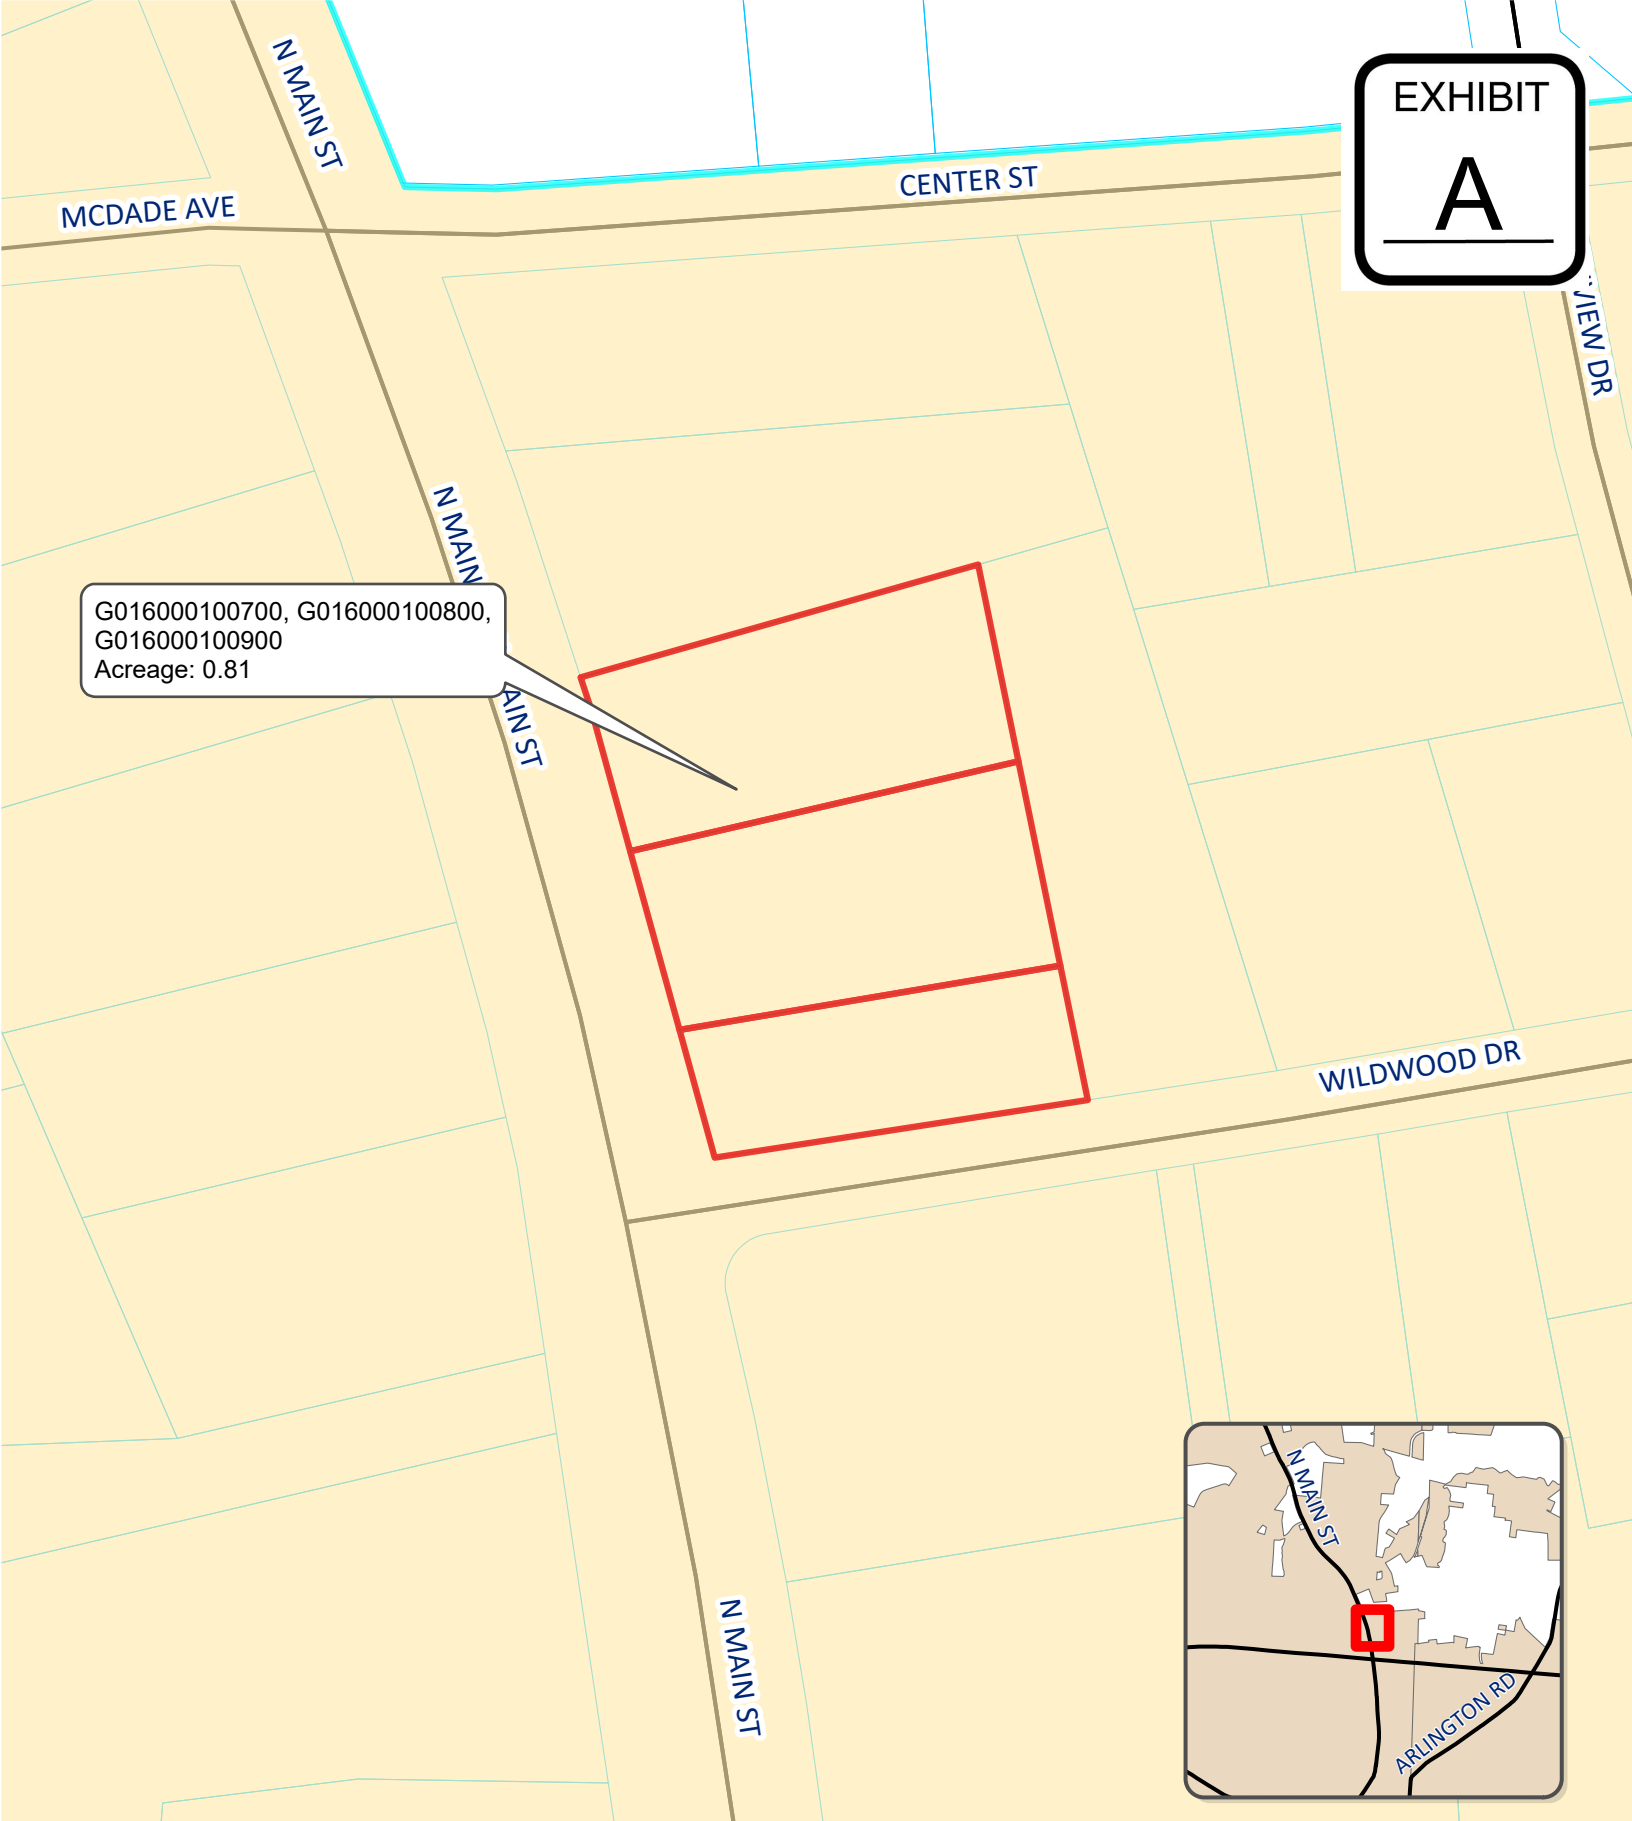 N MAIN ST
EXHIBIT
A
CENTER ST
MCDADE AVE
VIEW DR
N MAIN
G016000100700, G016000100800,
G016000100900
Acreage: 0.81
AIN ST
WILDWOOD DR
N MAIN ST
N MAIN ST
ARLINGTON RD